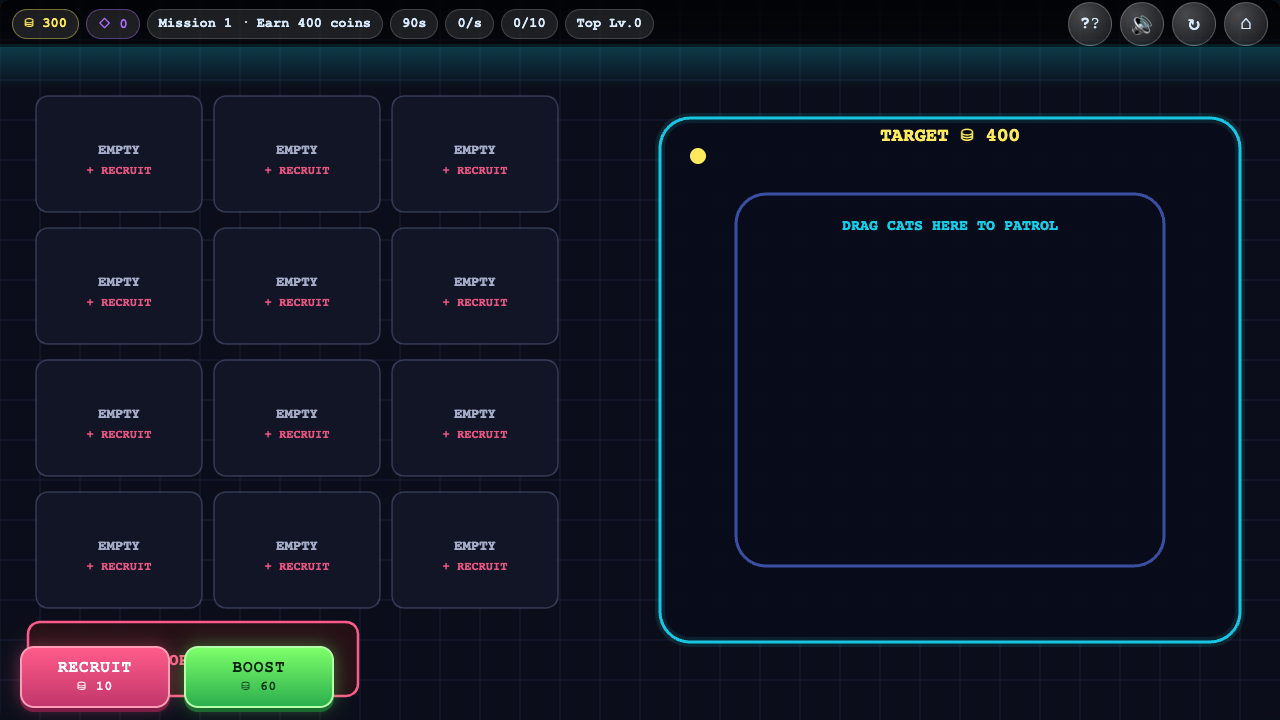 300
0
Mission 1 · Earn 400 coins
90s
0/s
0/10
Top Lv.0
??
TARGET 400
DRAG CATS HERE TO PATROL
EMPTY
+ RECRUIT
EMPTY
+ RECRUIT
EMPTY
+ RECRUIT
EMPTY
+ RECRUIT
EMPTY
+ RECRUIT
EMPTY
+ RECRUIT
EMPTY
+ RECRUIT
EMPTY
+ RECRUIT
EMPTY
+ RECRUIT
EMPTY
+ RECRUIT
EMPTY
+ RECRUIT
EMPTY
+ RECRUIT
RECRUIT
10
BOOST
60